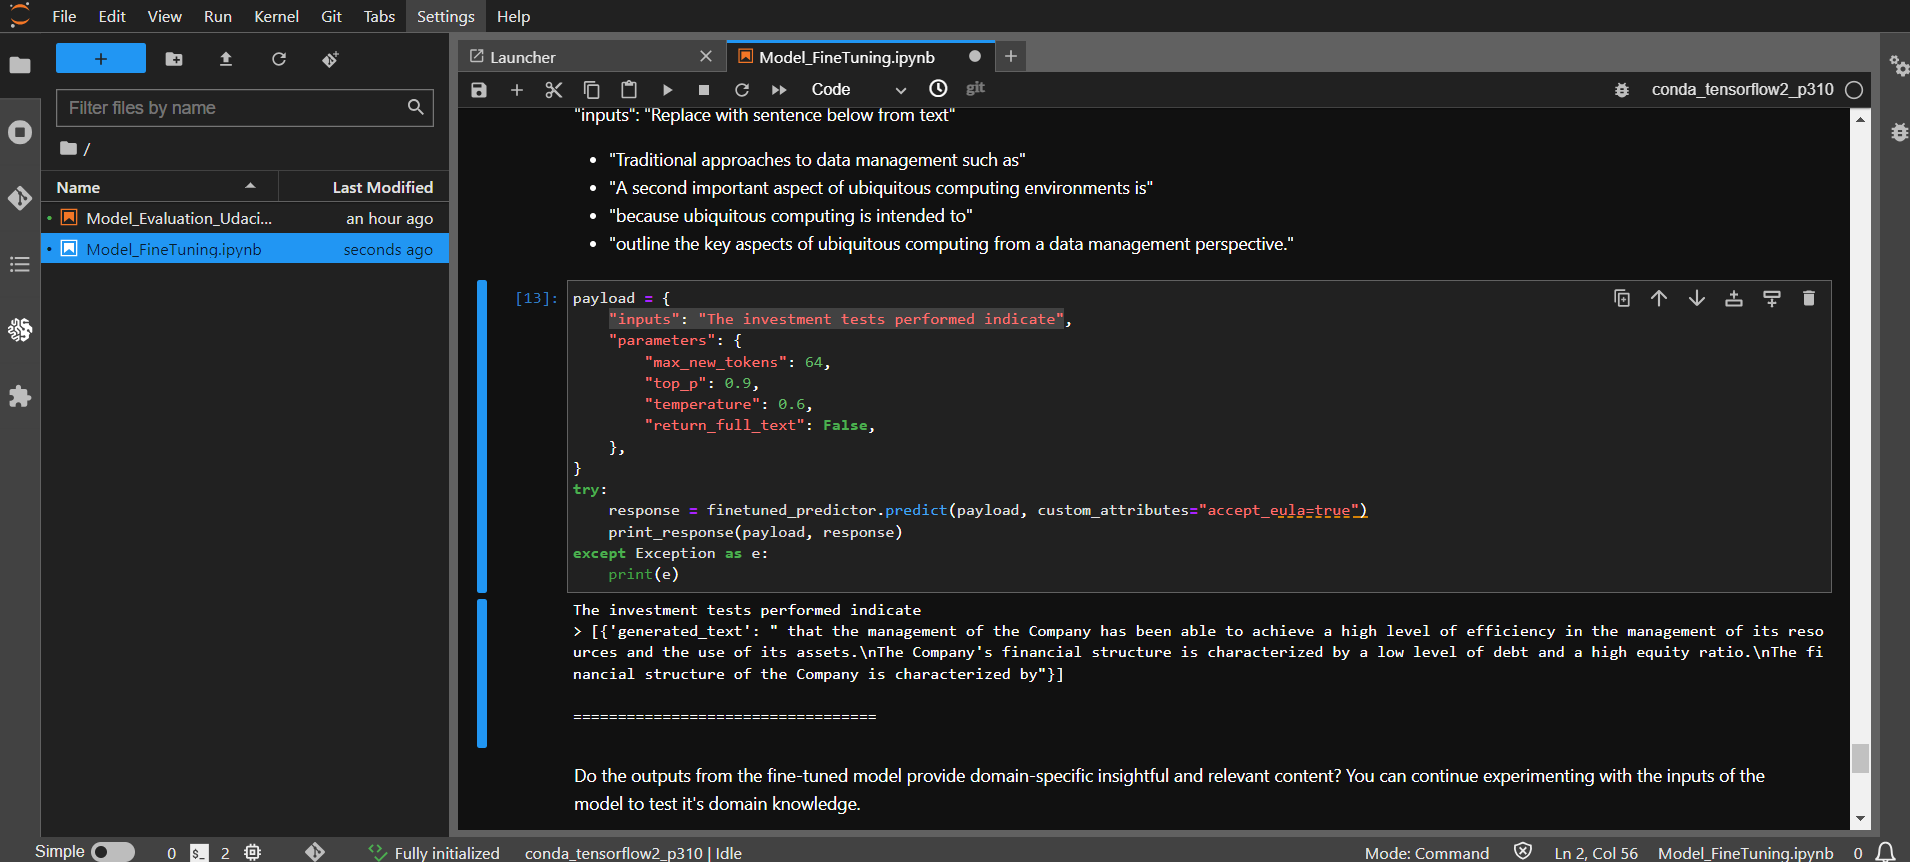 File Edit View Run Kernel Git Tabs Settings Help
+
Filter files by name
/
Name Last Modified
Model_Evaluation_Udaci... an hour ago
Model_FineTuning.ipynb seconds ago
Launcher
Model_FineTuning.ipynb
Code
git
conda_tensorflow2_p310
"inputs": "Replace with sentence below from text"
• "Traditional approaches to data management such as"
• "A second important aspect of ubiquitous computing environments is"
• "because ubiquitous computing is intended to"
• "outline the key aspects of ubiquitous computing from a data management perspective."
[13]: payload = {
"inputs": "The investment tests performed indicate",
"parameters": {
"max_new_tokens": 64,
"top_p": 0.9,
"temperature": 0.6,
"return_full_text": False,
},
}
try:
response = finetuned_predictor.predict(payload, custom_attributes="accept_eula=true")
print_response(payload, response)
except Exception as e:
print(e)
The investment tests performed indicate
> [{'generated_text': " that the management of the Company has been able to achieve a high level of efficiency in the management of its reso
urces and the use of its assets.\nThe Company's financial structure is characterized by a low level of debt and a high equity ratio.\nThe fi
nancial structure of the Company is characterized by"}]
==================================
Do the outputs from the fine-tuned model provide domain-specific insightful and relevant content? You can continue experimenting with the inputs of the
model to test it's domain knowledge.
Simple 0 $_ 2 Fully initialized conda_tensorflow2_p310 | Idle Mode: Command Ln 2, Col 56 Model_FineTuning.ipynb 0